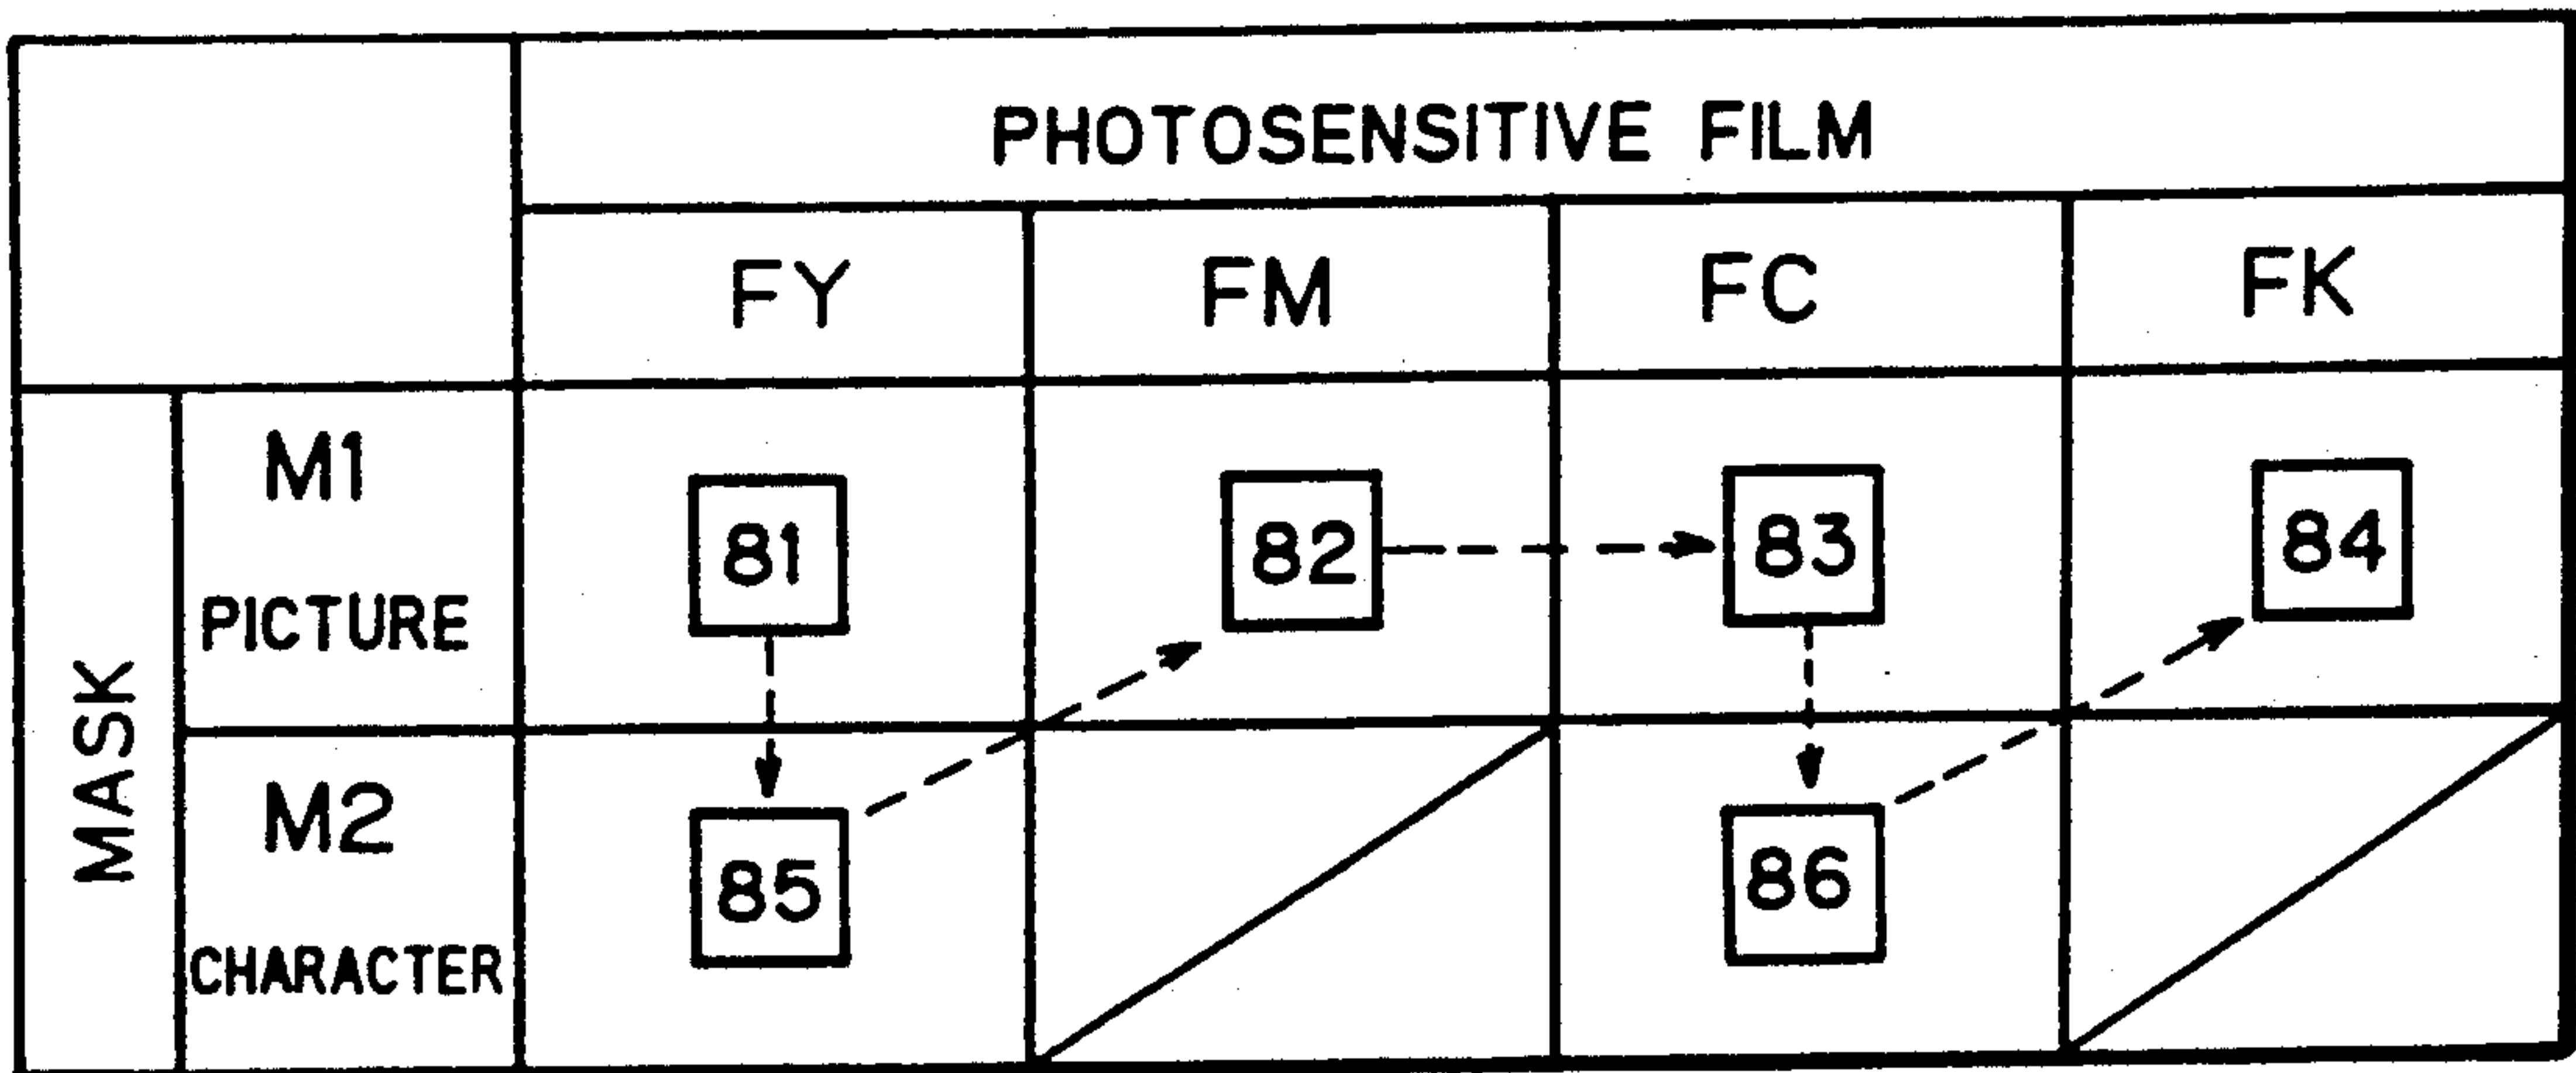 PHOTOSENSITIVE FILM
FY FM FC FK
MASK
M1
PICTURE
81 82 83 84
M2
CHARACTER
85 86